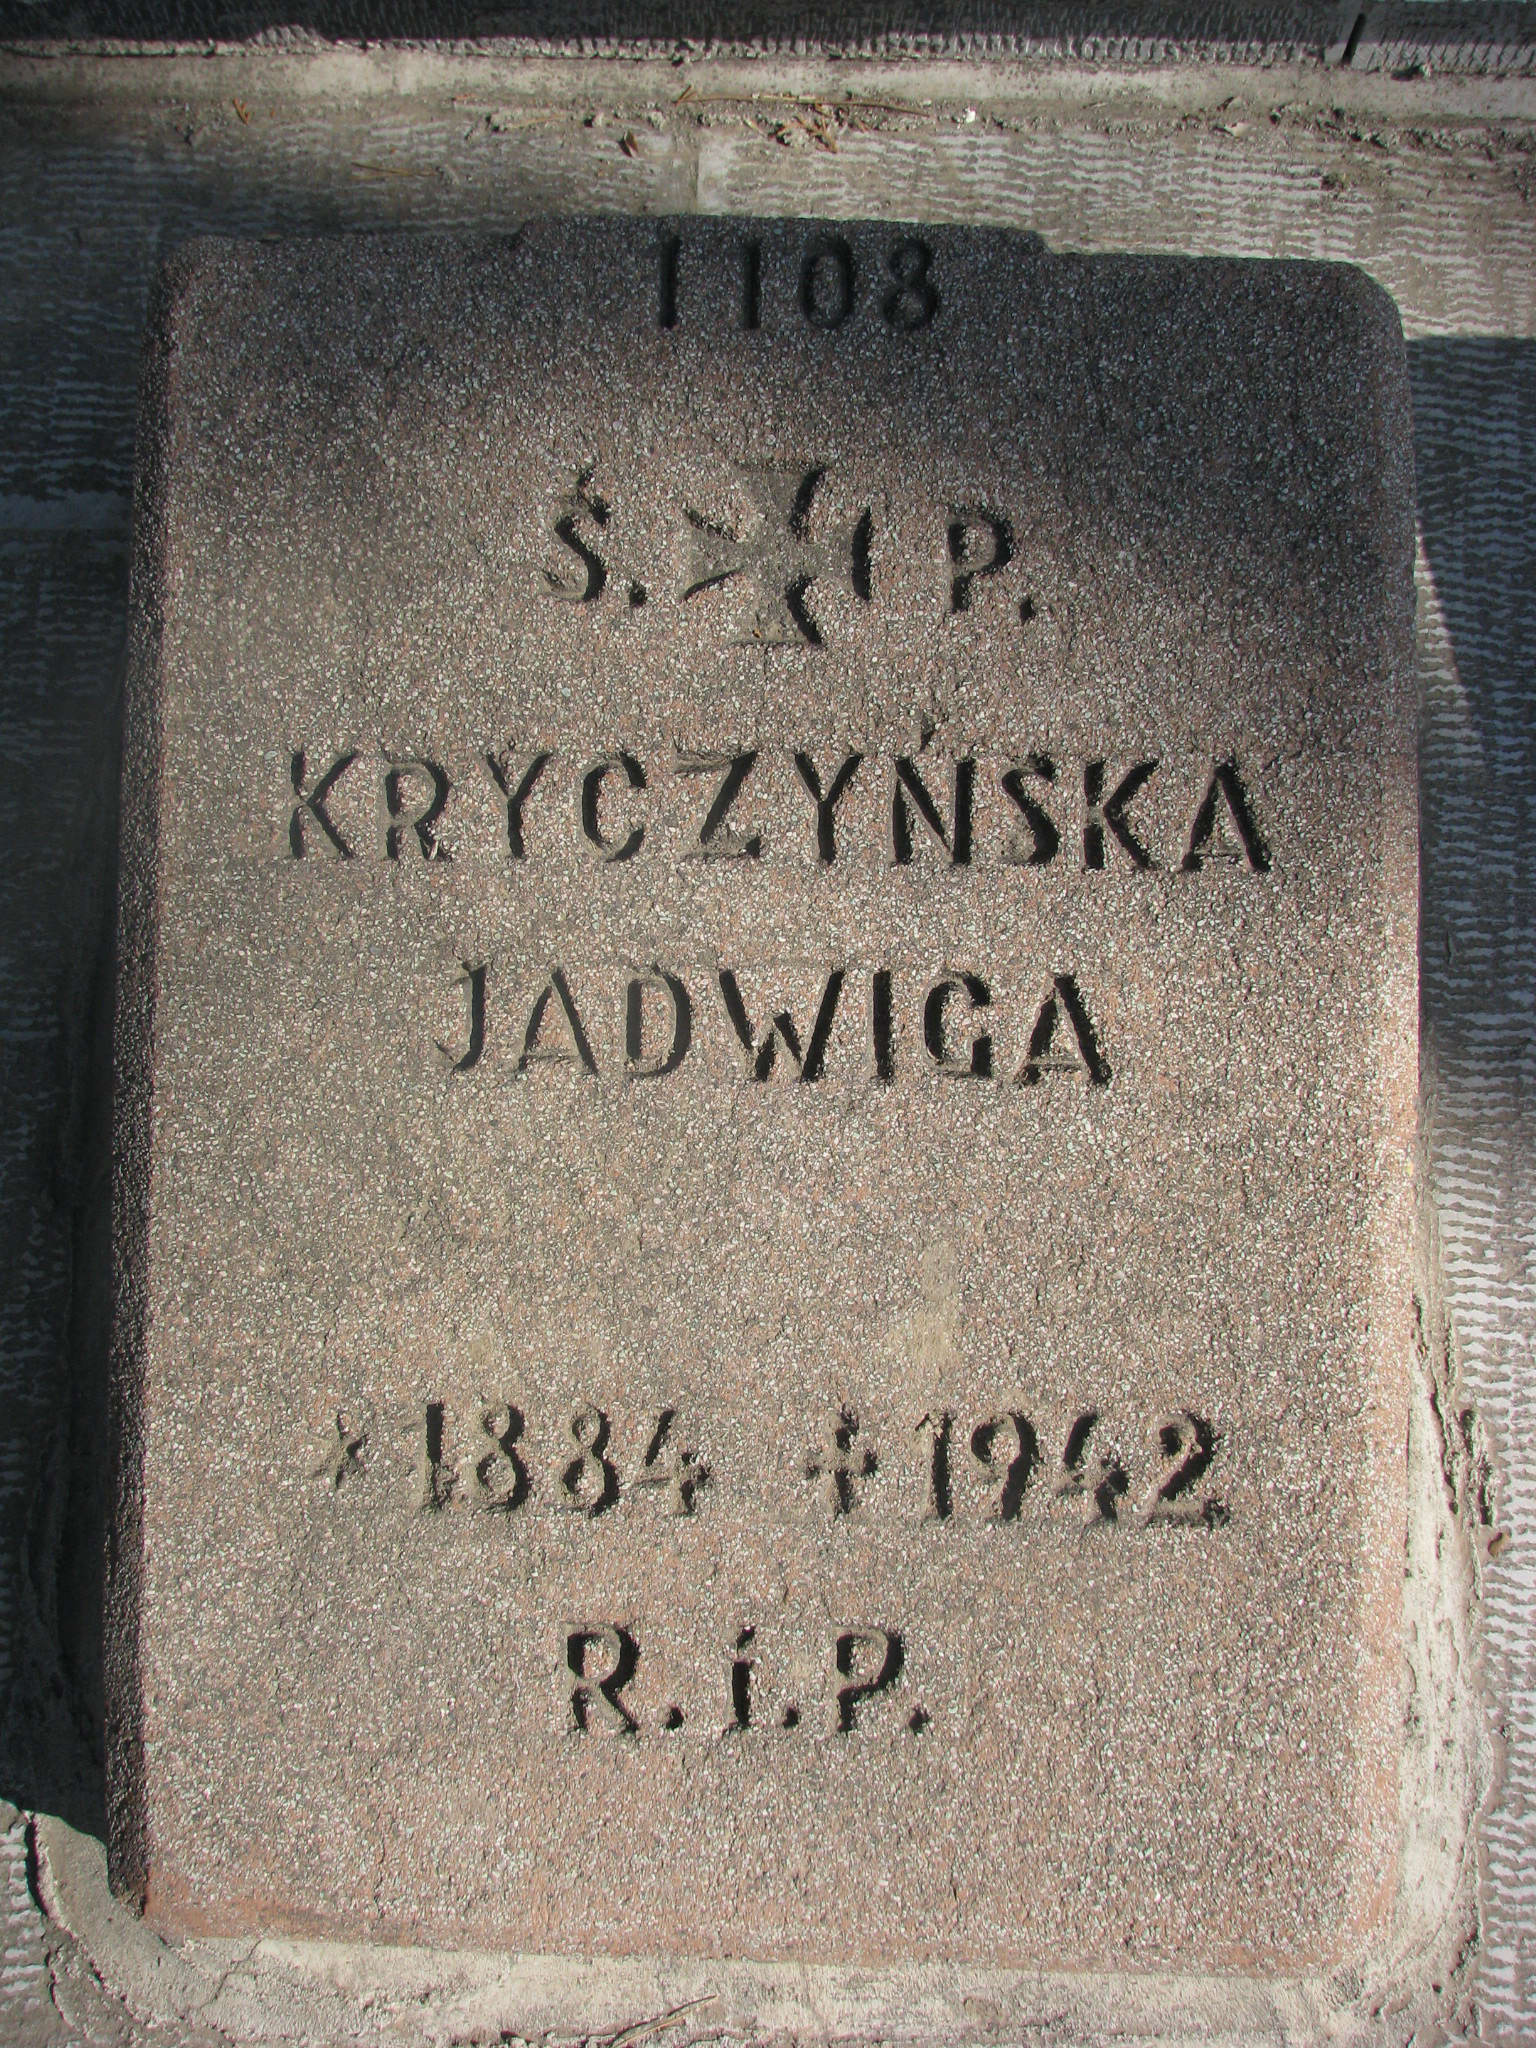 1108
Ś. I P.
KRYCZYŃSKA
JADWIGA
* 1884 + 1942
R.i.P.